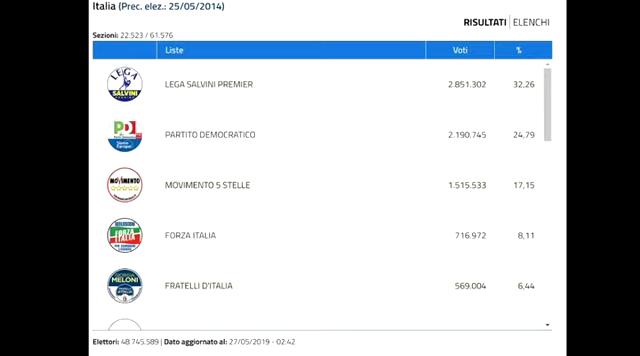 Italia (Prec. elez.: 25/05/2014)
RISULTATI | ELENCHI
Sezioni: 22.523 / 61.576
Liste Voti %
LEGA SALVINI LEGA SALVINI PREMIER 2.851.302 32,26
PD PARTITO DEMOCRATICO 2.190.745 24,79
MOVIMENTO MOVIMENTO 5 STELLE 1.515.533 17,15
FORZA ITALIA FORZA ITALIA 716.972 8,11
GIORGIA MELONI FRATELLI D'ITALIA 569.004 6,44
Elettori: 48.745.589 | Dato aggiornato al: 27/05/2019 - 02:42